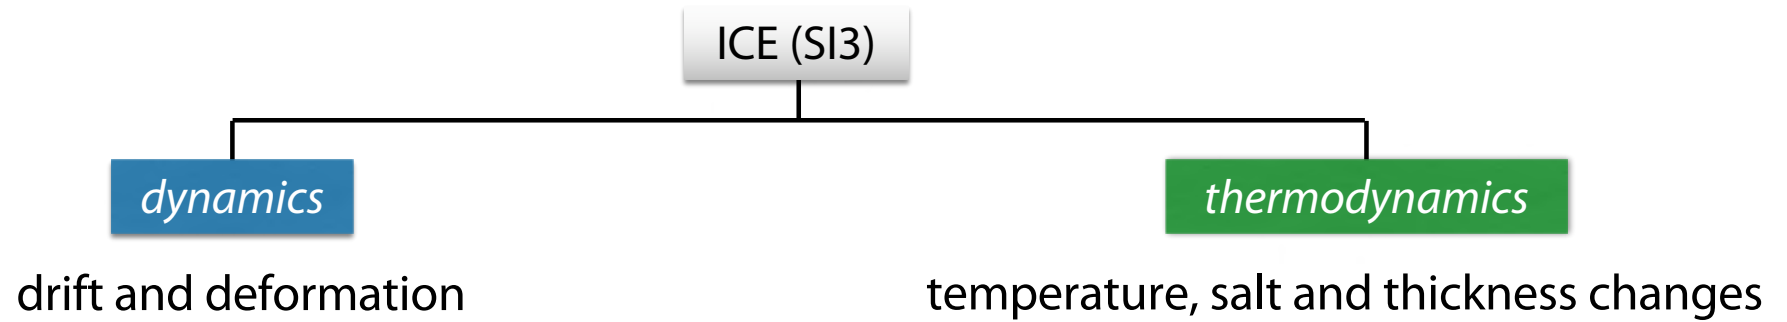 ICE (SI3)
dynamics
thermodynamics
drift and deformation
temperature, salt and thickness changes